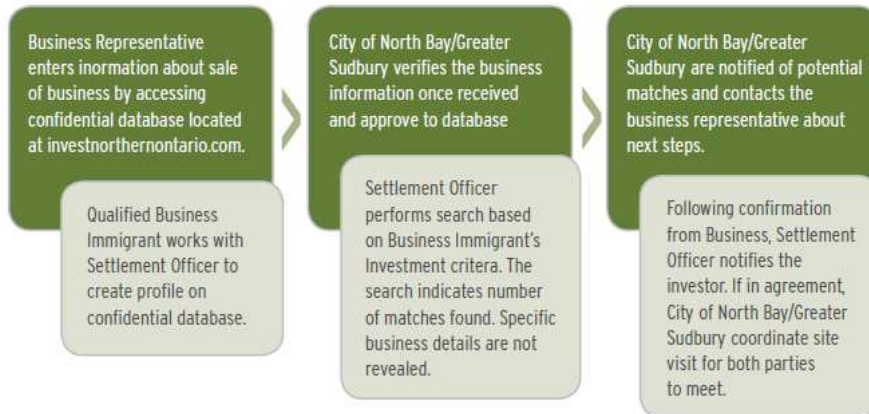 Business Representative
enters inormation about sale
of business by accessing
confidential database located
at investnorthernontario.com.
Qualified Business
Immigrant works with
Settlement Officer to
create profile on
confidential database.
City of North Bay/Greater
Sudbury verifies the business
information once received
and approve to database
Settlement Officer
performs search based
on Business Immigrant's
Investment critera. The
search indicates number
of matches found. Specific
business details are not
revealed.
City of North Bay/Greater
Sudbury are notified of potential
matches and contacts the
business representative about
next steps.
Following confirmation
from Business, Settlement
Officer notifies the
investor. If in agreement,
City of North Bay/Greater
Sudbury coordinate site
visit for both parties
to meet.